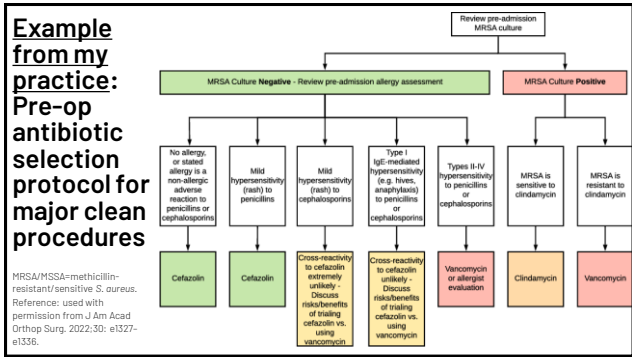 Example
from my
practice:
Pre-op
antibiotic
selection
protocol for
major clean
procedures
MRSA/MSSA=methicillin-
resistant/sensitive S. aureus.
Reference: used with
permission from J Am Acad
Orthop Surg. 2022;30: e1327-
e1336.
Review pre-admission
MRSA culture
MRSA Culture Negative - Review pre-admission allergy assessment
MRSA Culture Positive
No allergy,
or stated
allergy is a
non-allergic
adverse
reaction to
penicillins or
cephalosporins
Mild
hypersensitivity
(rash) to
penicillins
Mild
hypersensitivity
(rash) to
cephalosporins
Type I
IgE-mediated
hypersensitivity
(e.g. hives,
anaphylaxis) to
penicillins
or
cephalosporins
Types II-IV
hypersensitivity
to penicillins
or
cephalosporins
MRSA is
sensitive to
clindamycin
MRSA is
resistant to
clindamycin
Cefazolin
Cefazolin
Cross-reactivity
to cefazolin
extremely
unlikely -
Discuss
risks/benefits
of trialing
cefazolin vs.
using
vancomycin
Cross-reactivity
to cefazolin
unlikely -
Discuss
risks/benefits
of trialing
cefazolin vs.
using
vancomycin
Vancomycin
or allergist
evaluation
Clindamycin
Vancomycin